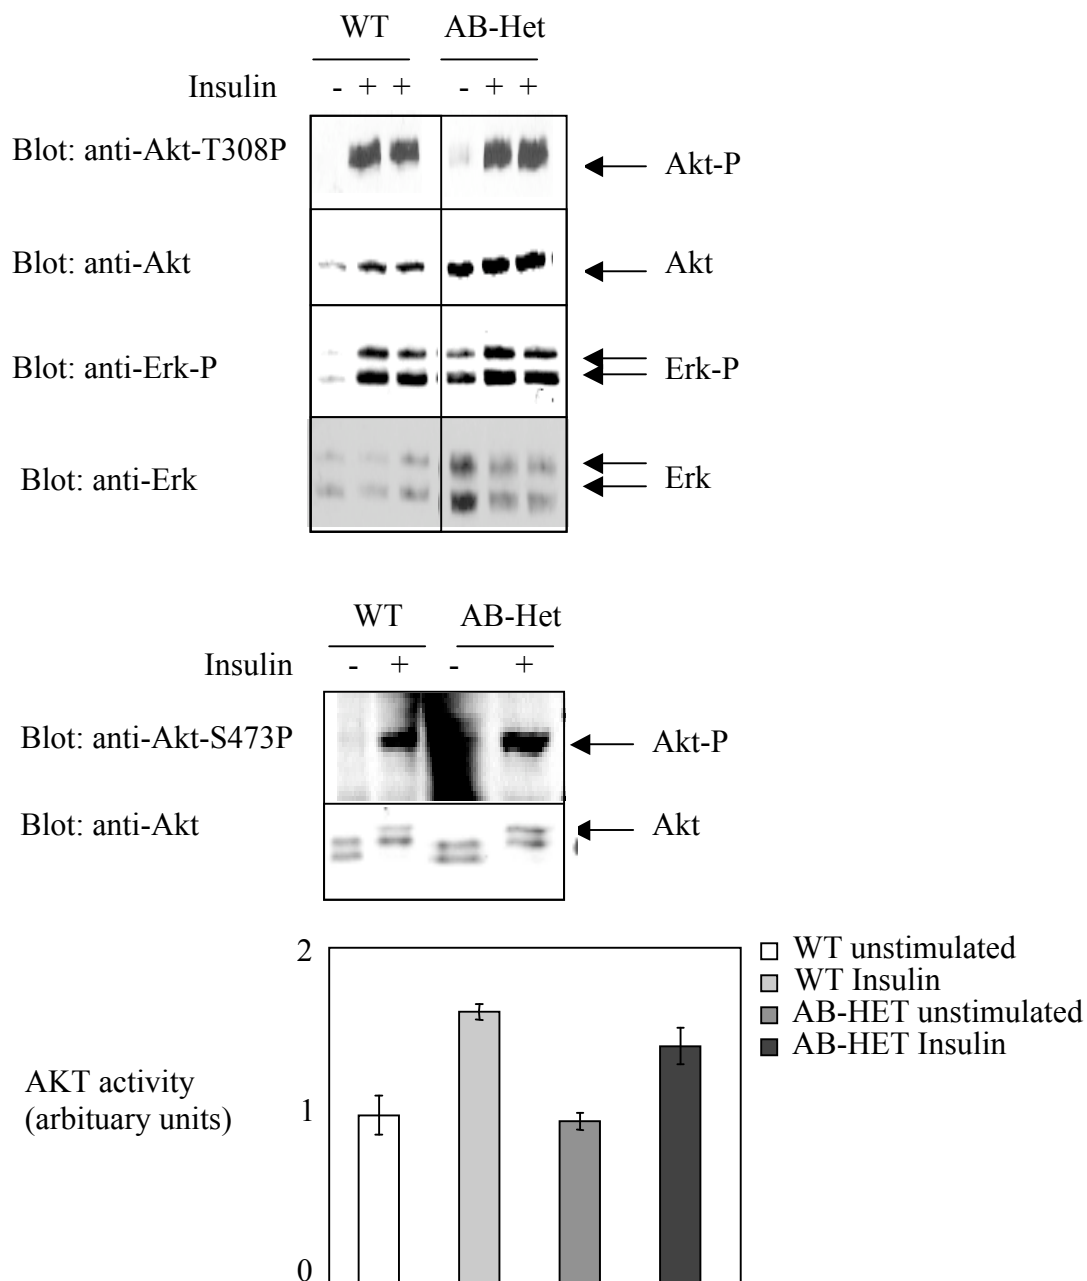 WT AB-Het
Insulin - + + - + +
Blot: anti-Akt-T308P Akt-P
Blot: anti-Akt Akt
Blot: anti-Erk-P Erk-P
Blot: anti-Erk Erk
WT AB-Het
Insulin - + - +
Blot: anti-Akt-S473P Akt-P
Blot: anti-Akt Akt
2
WT unstimulated
WT Insulin
AB-HET unstimulated
AB-HET Insulin
AKT activity
(arbituary units)
1
0